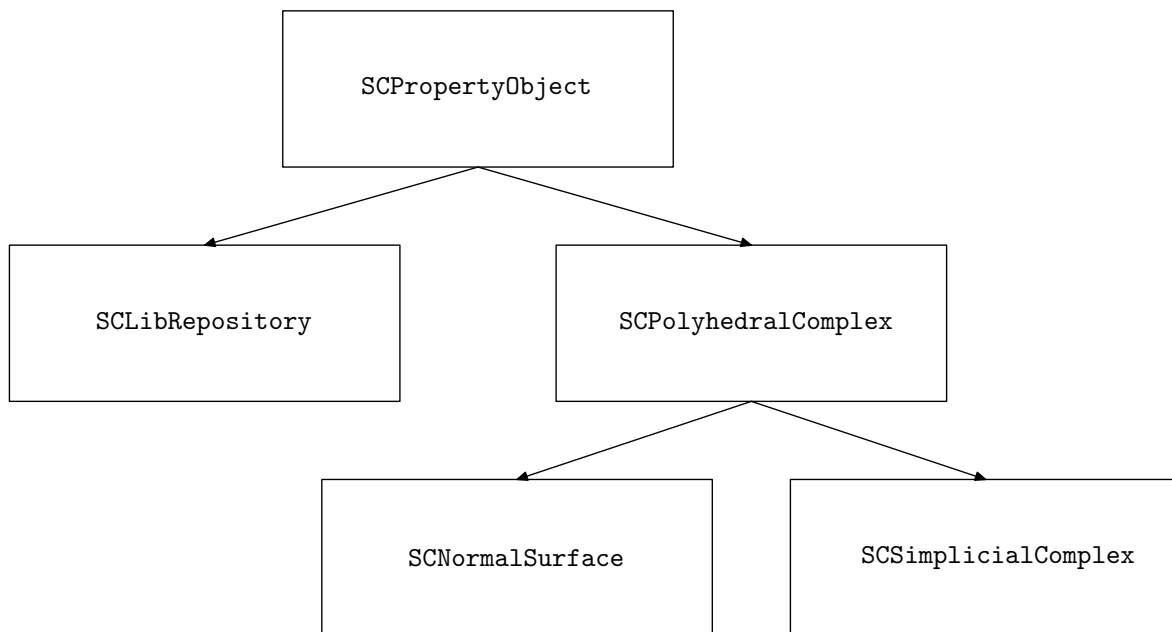 SCPropertyObject
SCLibRepository
SCPolyhedralComplex
SCNormalSurface
SCSimplicialComplex